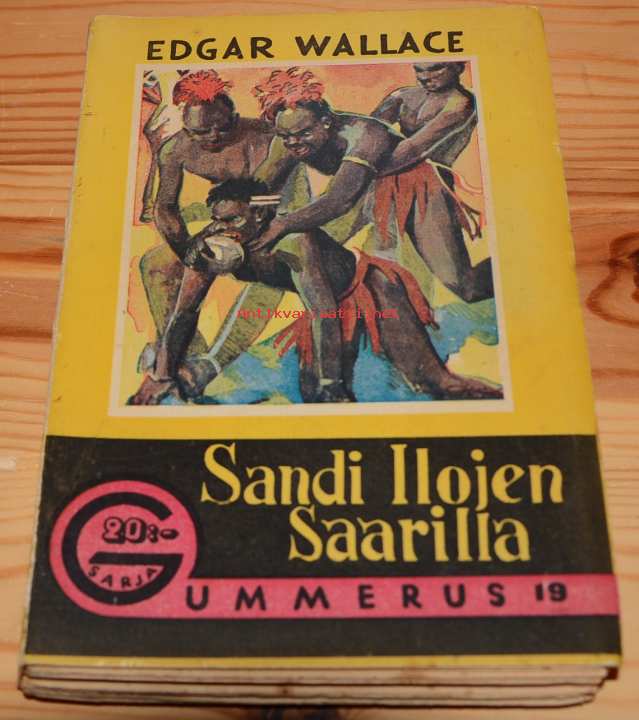 EDGAR WALLACE
Antikvariaatti.net
Sandi Ilojen
Saarilla
20:-
SARJA
GUMMERUS 19